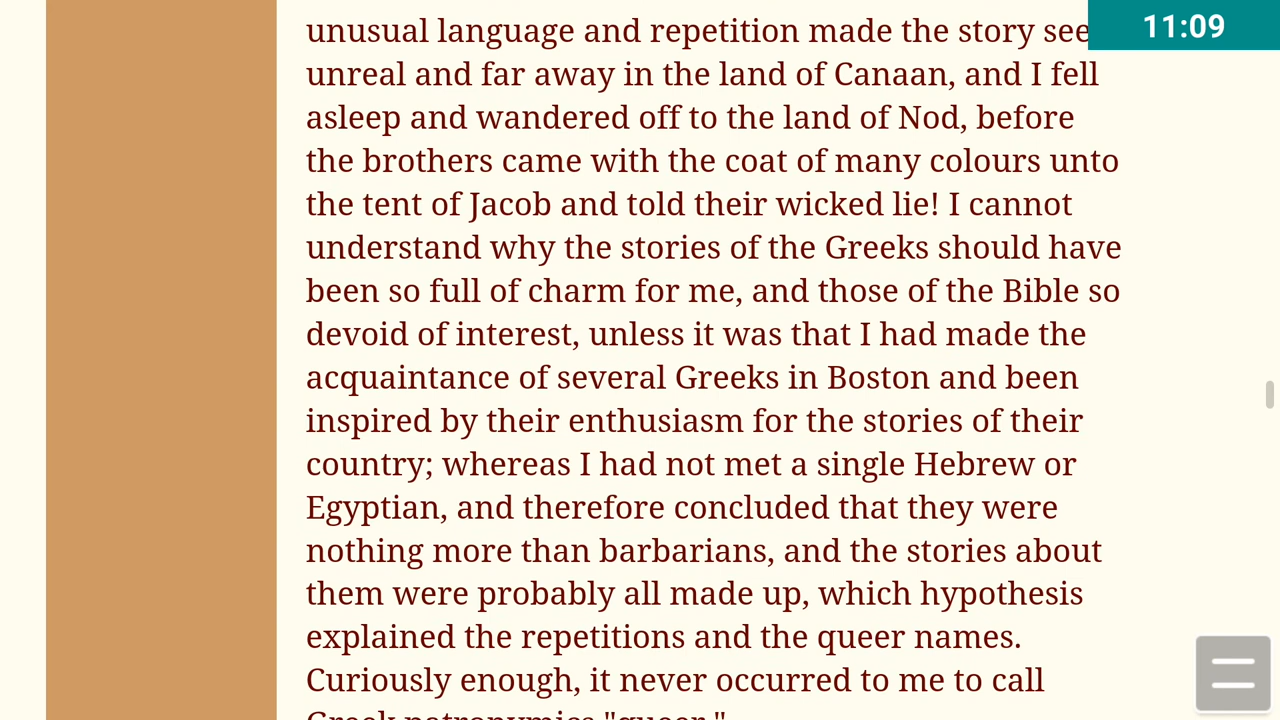 unusual language and repetition made the story see
11:09
unreal and far away in the land of Canaan, and I fell
asleep and wandered off to the land of Nod, before
the brothers came with the coat of many colours unto
the tent of Jacob and told their wicked lie! I cannot
understand why the stories of the Greeks should have
been so full of charm for me, and those of the Bible so
devoid of interest, unless it was that I had made the
acquaintance of several Greeks in Boston and been
inspired by their enthusiasm for the stories of their
country; whereas I had not met a single Hebrew or
Egyptian, and therefore concluded that they were
nothing more than barbarians, and the stories about
them were probably all made up, which hypothesis
explained the repetitions and the queer names.
Curiously enough, it never occurred to me to call
Greek patronymics "queer."